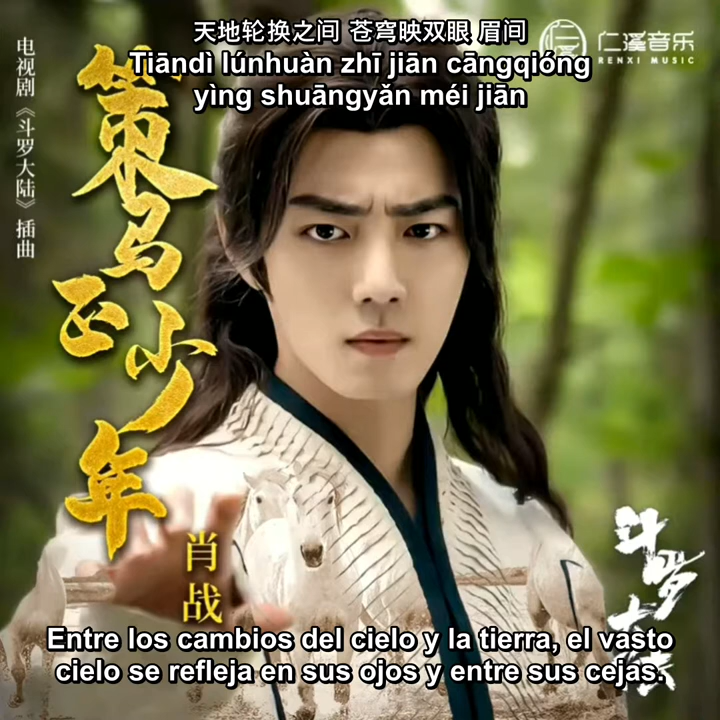 天地轮换之间 苍穹映双眼 眉间
Tiāndì lúnhuàn zhī jiān cāngqióng
yìng shuāngyǎn méi jiān
仁溪音乐
RENXI MUSIC
电视剧《斗罗大陆》插曲
策马正少年
肖战
斗罗大陆
Entre los cambios del cielo y la tierra, el vasto
cielo se refleja en sus ojos y entre sus cejas.